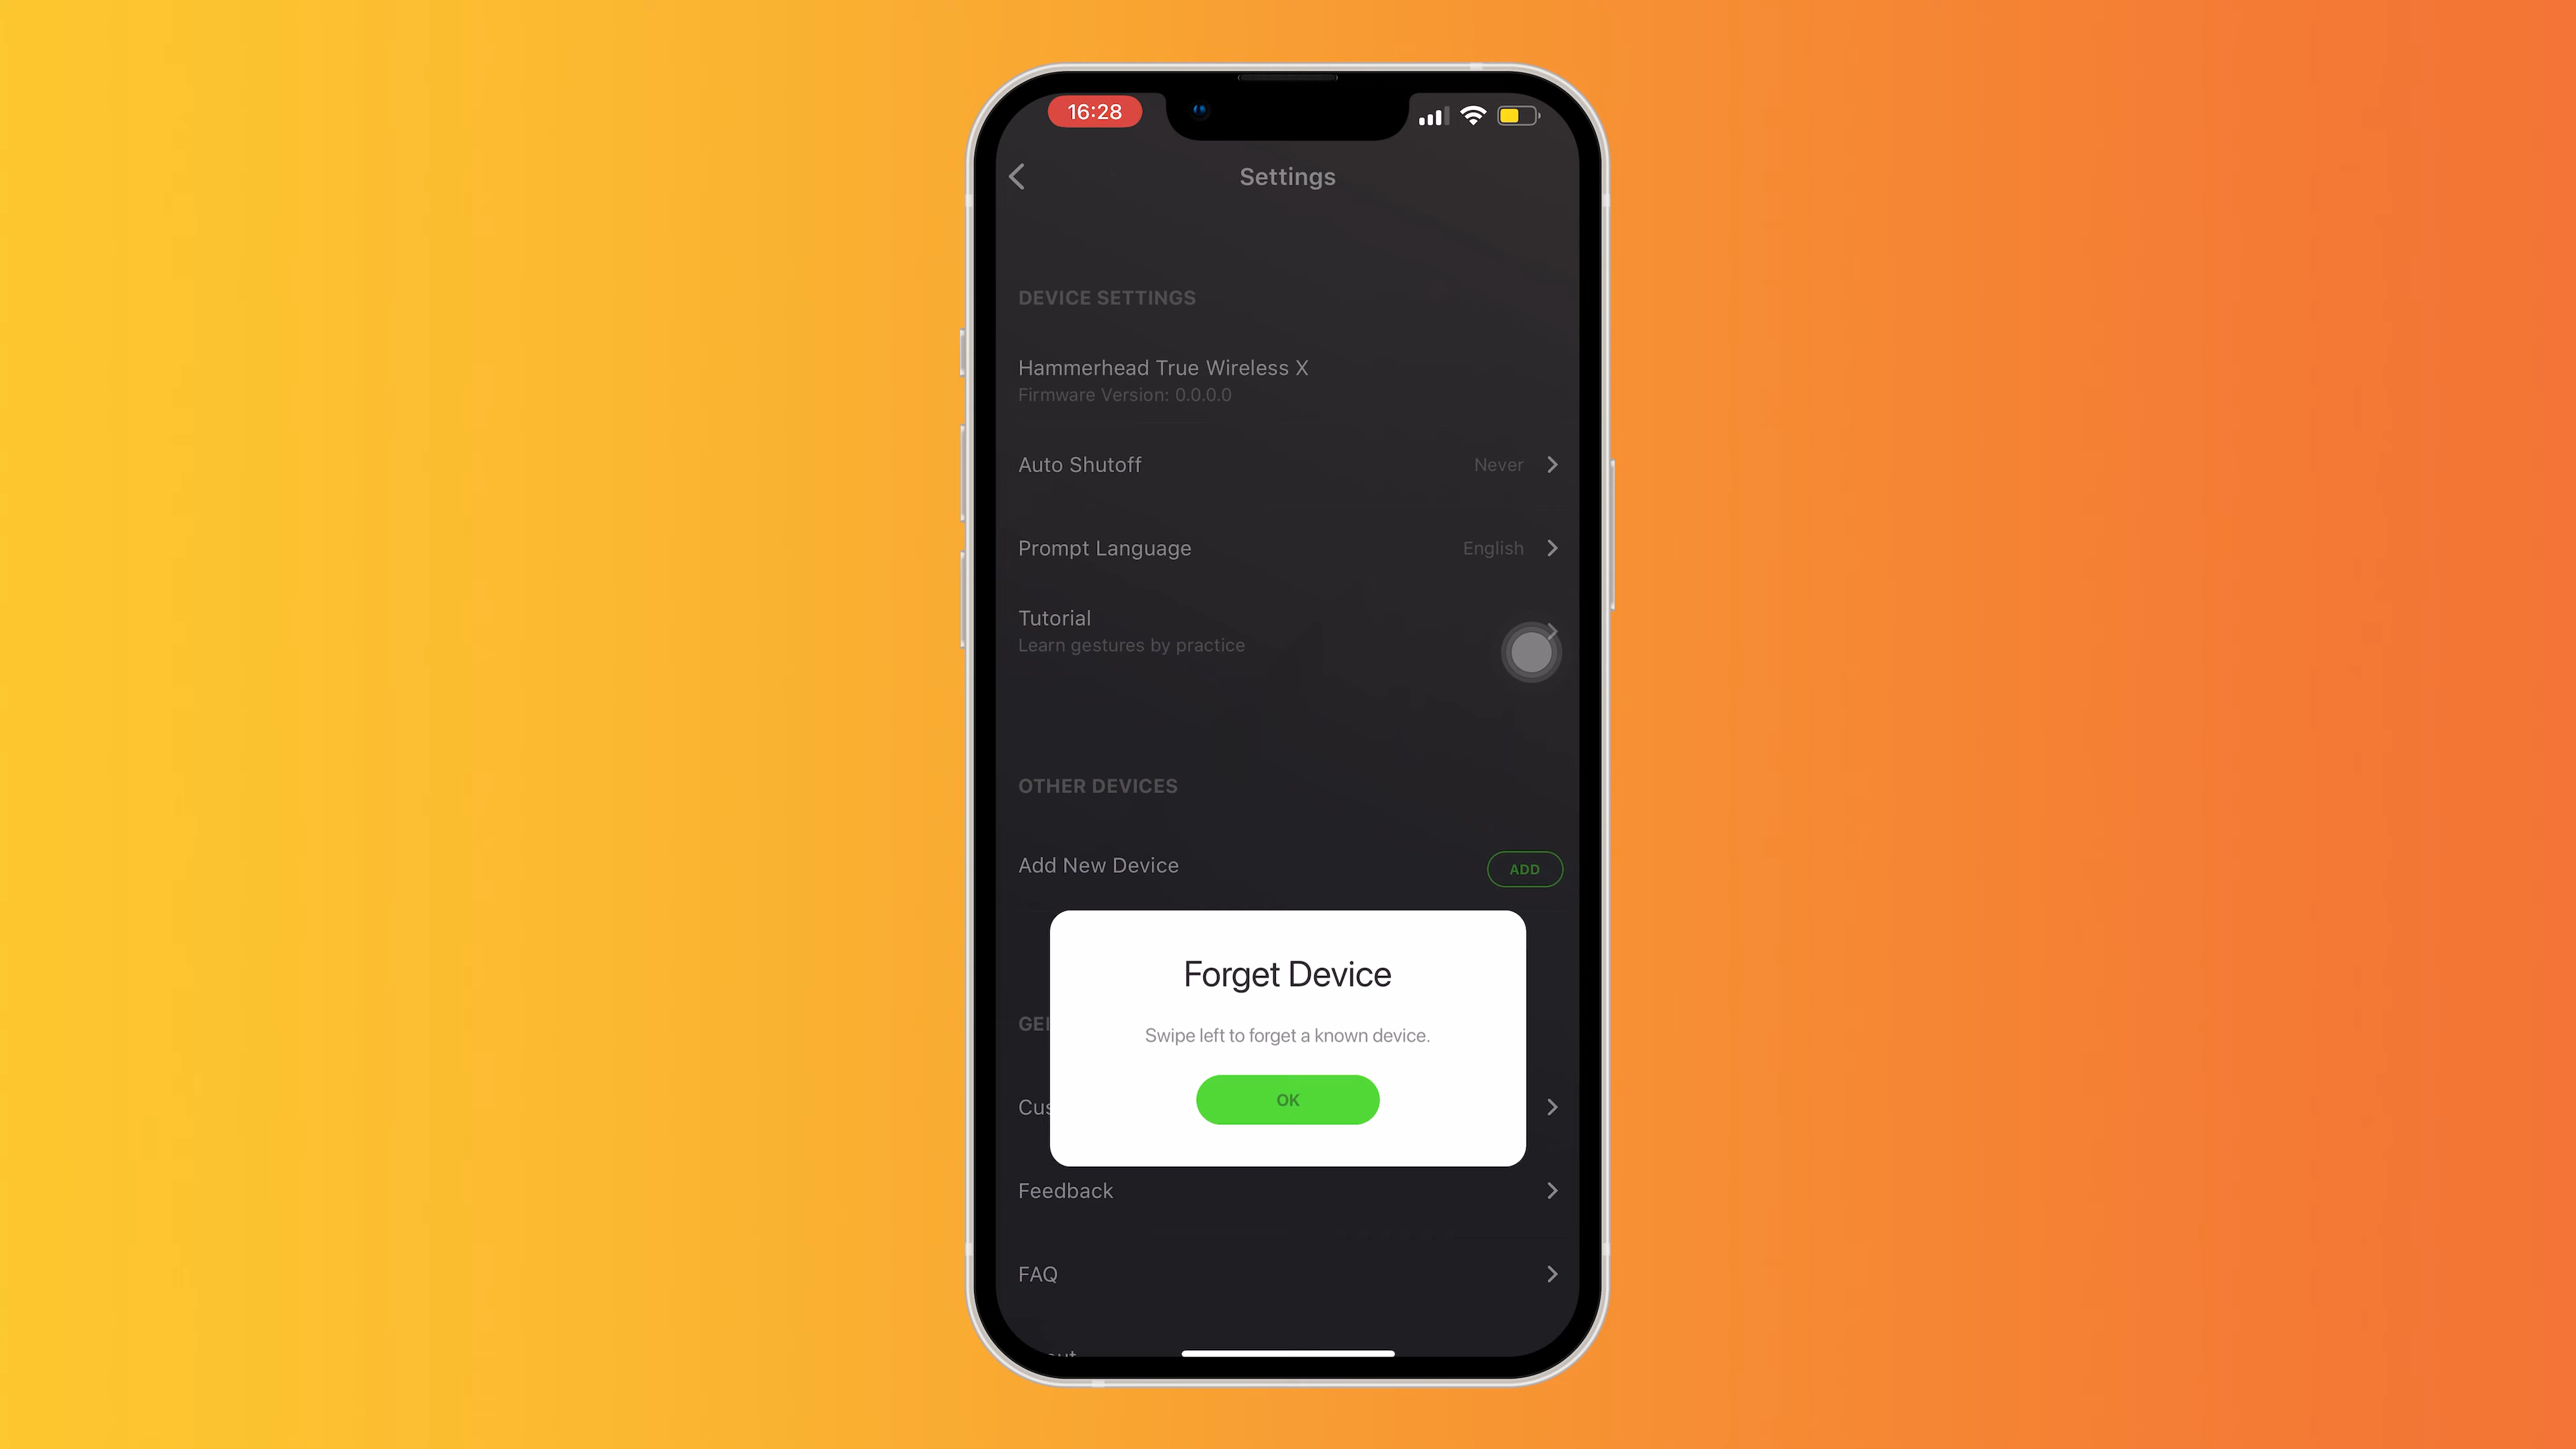 16:28
Settings
DEVICE SETTINGS
Hammerhead True Wireless X
Firmware Version: 0.0.0.0
Auto Shutoff Never
Prompt Language English
Tutorial
Learn gestures by practice
OTHER DEVICES
Add New Device ADD
Forget Device
Swipe left to forget a known device.
OK
Feedback
FAQ